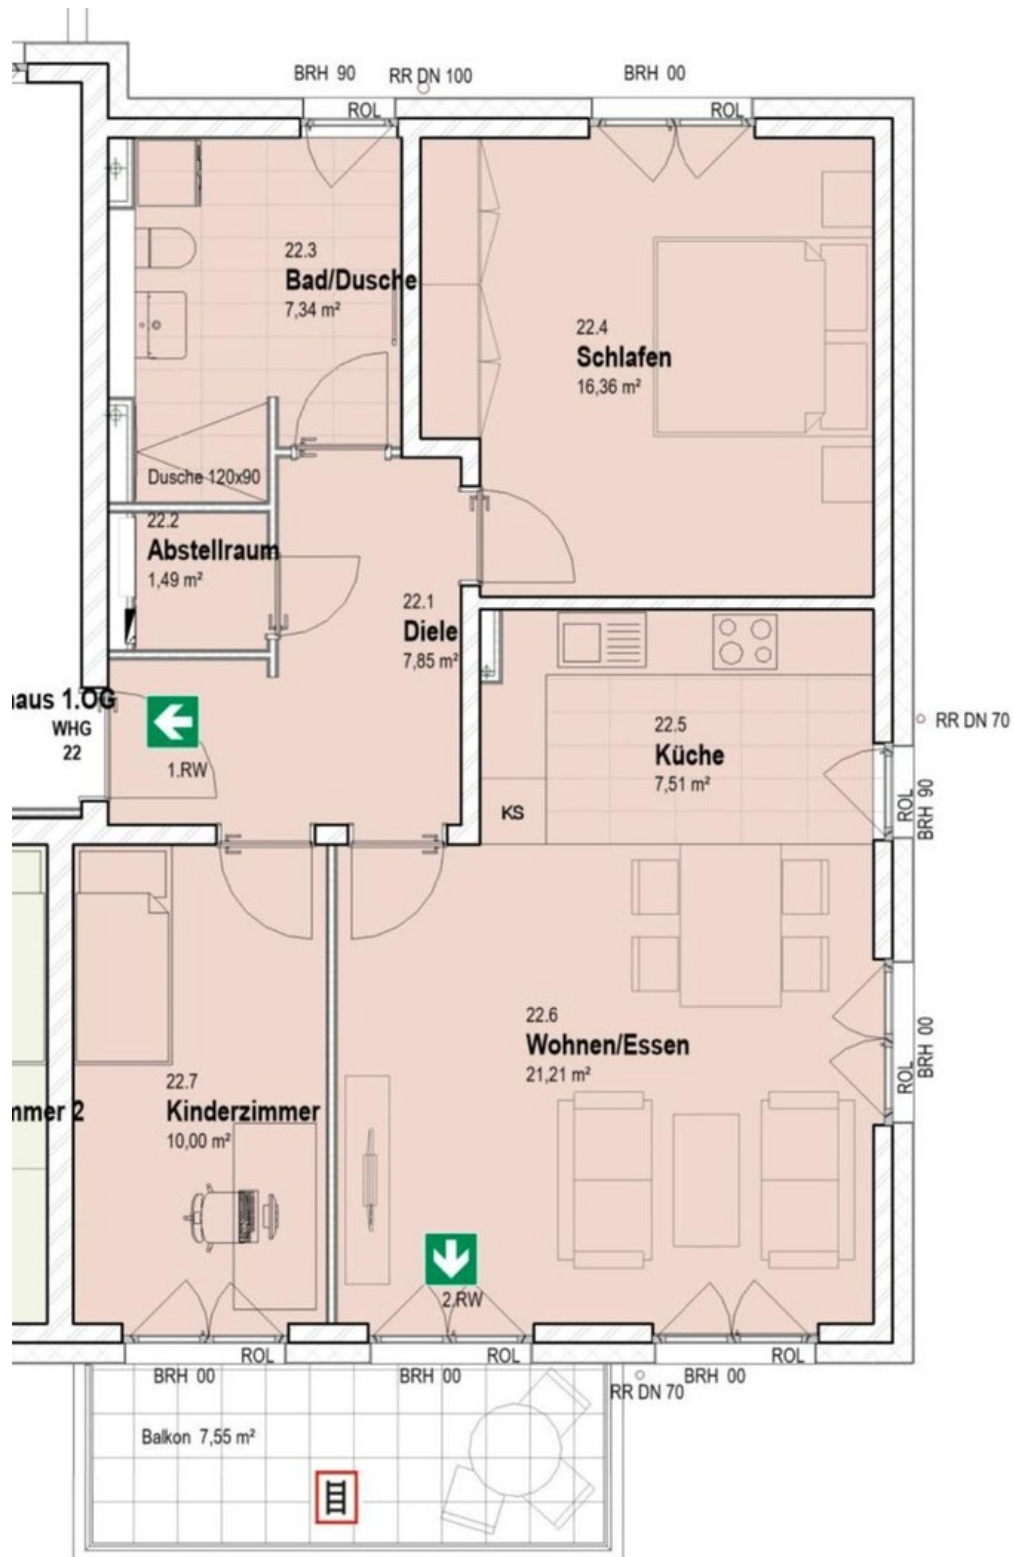 BRH 90
RR DN 100
BRH 00
ROL
ROL
22.3
Bad/Dusche
7,34 m²
22.4
Schlafen
16,36 m²
Dusche 120x90
22.2
Abstellraum
1,49 m²
22.1
Diele
7,85 m²
haus 1.OG
WHG
22
1.RW
22.5
Küche
7,51 m²
KS
RR DN 70
ROL
BRH 90
22.6
Wohnen/Essen
21,21 m²
ROL
BRH 00
22.7
Kinderzimmer
10,00 m²
mmer 2
2.RW
ROL
ROL
ROL
BRH 00
BRH 00
BRH 00
RR DN 70
Balkon 7,55 m²